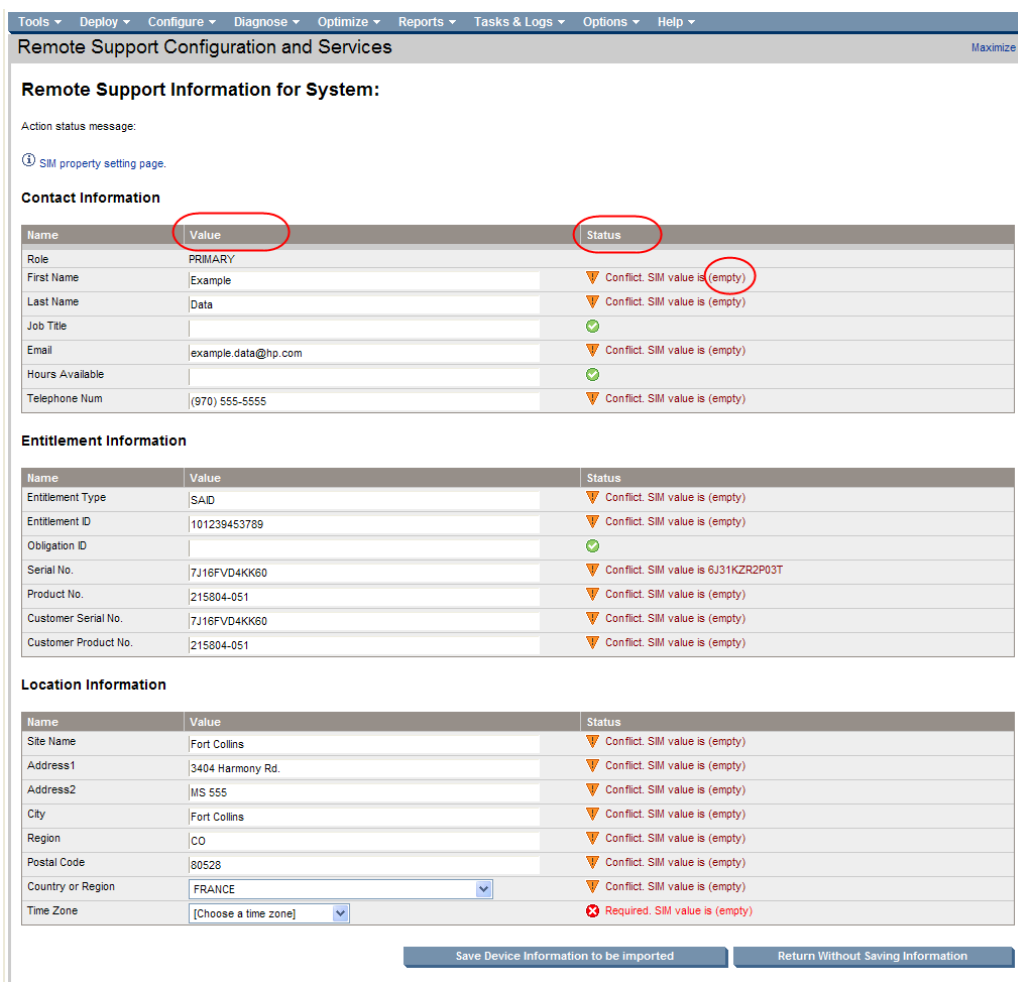 Tools Deploy Configure Diagnose Optimize Reports Tasks & Logs Options Help
Remote Support Configuration and Services Maximize
Remote Support Information for System:
Action status message:
SIM property setting page.
Contact Information
Name Value Status
Role PRIMARY
First Name Example Conflict. SIM value is (empty)
Last Name Data Conflict. SIM value is (empty)
Job Title
Email example.data@hp.com Conflict. SIM value is (empty)
Hours Available
Telephone Num (970) 555-5555 Conflict. SIM value is (empty)
Entitlement Information
Name Value Status
Entitlement Type SAID Conflict. SIM value is (empty)
Entitlement ID 101239453789 Conflict. SIM value is (empty)
Obligation ID
Serial No. 7J16FVD4KK60 Conflict. SIM value is 6J31KZR2P03T
Product No. 215804-051 Conflict. SIM value is (empty)
Customer Serial No. 7J16FVD4KK60 Conflict. SIM value is (empty)
Customer Product No. 215804-051 Conflict. SIM value is (empty)
Location Information
Name Value Status
Site Name Fort Collins Conflict. SIM value is (empty)
Address1 3404 Harmony Rd. Conflict. SIM value is (empty)
Address2 MS 555 Conflict. SIM value is (empty)
City Fort Collins Conflict. SIM value is (empty)
Region CO Conflict. SIM value is (empty)
Postal Code 80528 Conflict. SIM value is (empty)
Country or Region FRANCE Conflict. SIM value is (empty)
Time Zone [Choose a time zone] Required. SIM value is (empty)
Save Device Information to be imported Return Without Saving Information